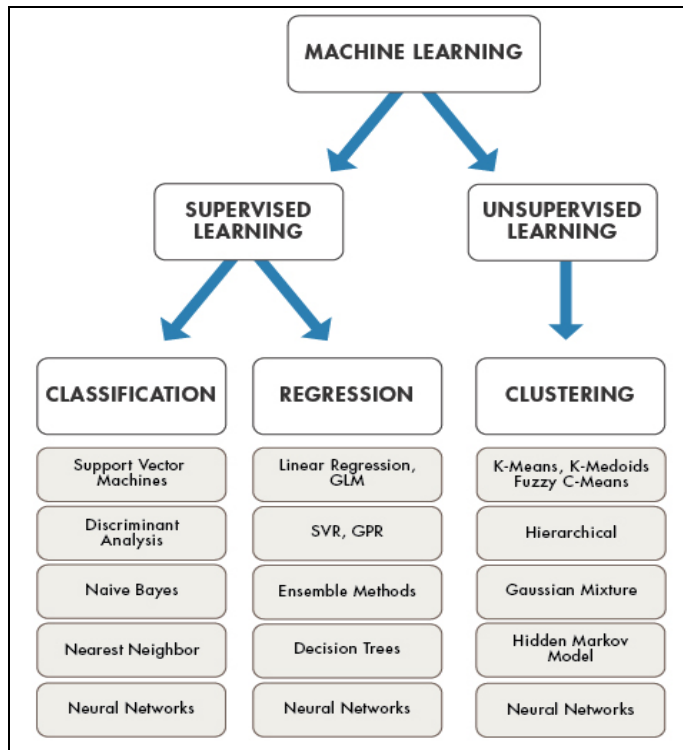 MACHINE LEARNING
SUPERVISED
LEARNING
UNSUPERVISED
LEARNING
CLASSIFICATION
REGRESSION
CLUSTERING
Support Vector
Machines
Linear Regression,
GLM
K-Means, K-Medoids
Fuzzy C-Means
Discriminant
Analysis
SVR, GPR
Hierarchical
Naive Bayes
Ensemble Methods
Gaussian Mixture
Nearest Neighbor
Decision Trees
Hidden Markov
Model
Neural Networks
Neural Networks
Neural Networks